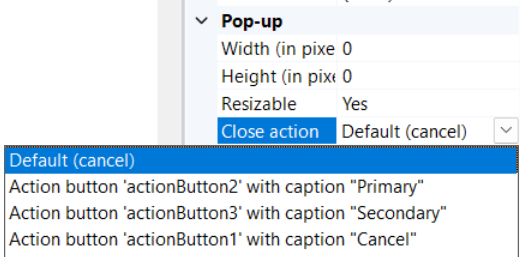 Pop-up
Width (in pixe 0
Height (in pixe 0
Resizable Yes
Close action Default (cancel)
Default (cancel)
Action button 'actionButton2' with caption "Primary"
Action button 'actionButton3' with caption "Secondary"
Action button 'actionButton1' with caption "Cancel"